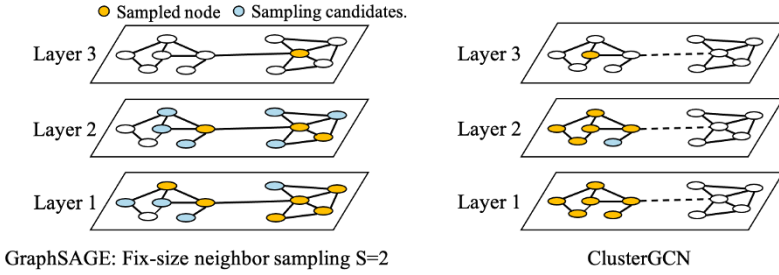 Sampled node
Sampling candidates.
Layer 3
Layer 3
Layer 2
Layer 2
Layer 1
Layer 1
GraphSAGE: Fix-size neighbor sampling S=2
ClusterGCN